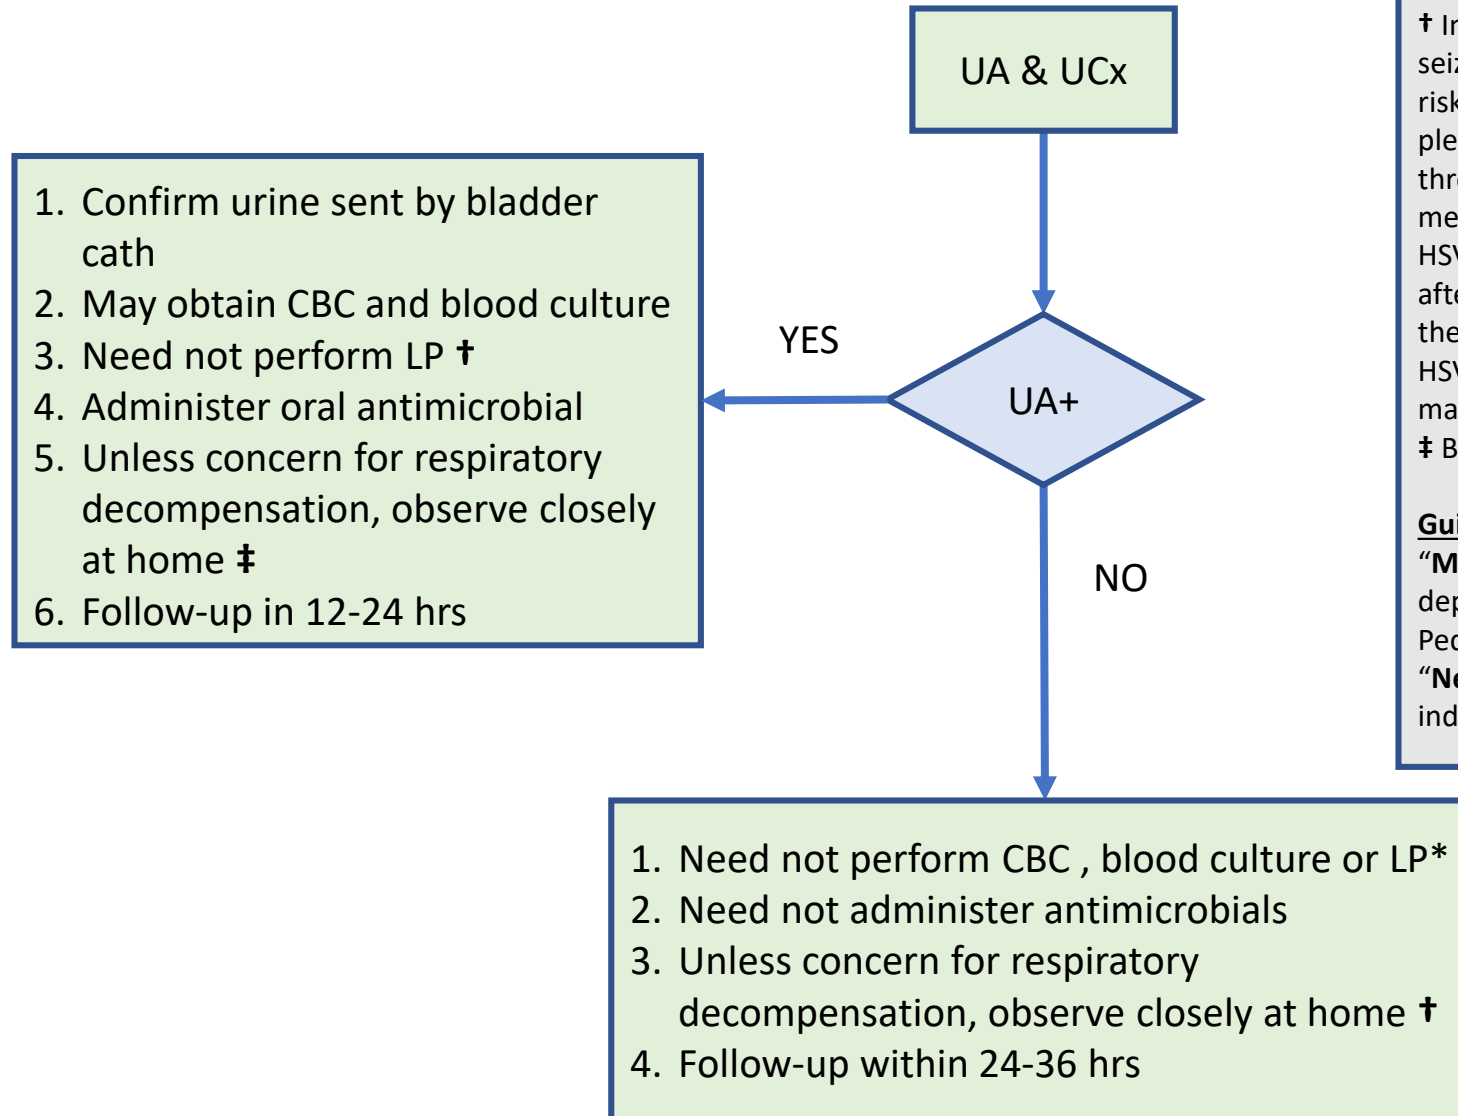 UA & UCx
1. Confirm urine sent by bladder
cath
2. May obtain CBC and blood culture
3. Need not perform LP †
4. Administer oral antimicrobial
5. Unless concern for respiratory
decompensation, observe closely
at home ‡
6. Follow-up in 12-24 hrs
YES
UA+
NO
1. Need not perform CBC , blood culture or LP*
2. Need not administer antimicrobials
3. Unless concern for respiratory
decompensation, observe closely at home †
4. Follow-up within 24-36 hrs
†
HSV
afte
the
HSV
‡ B